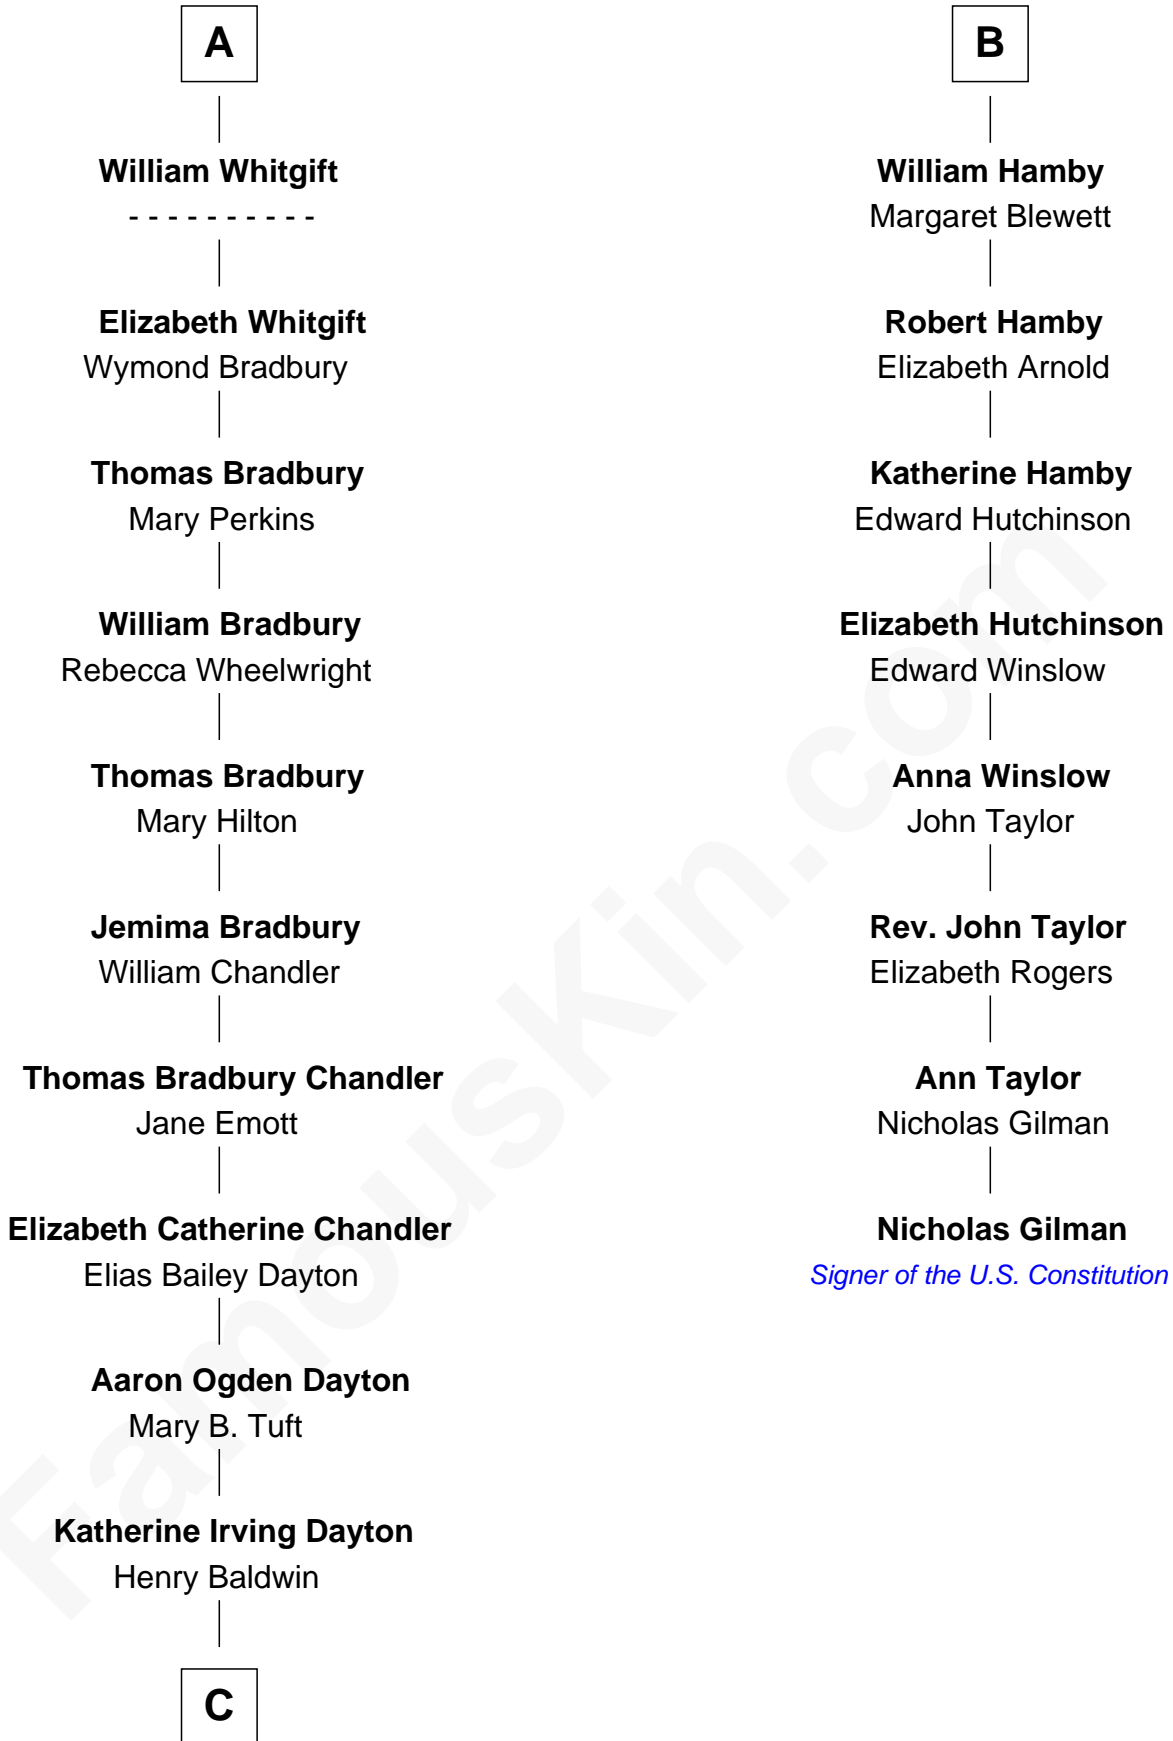 A
William Whitgift
- - - - - - - - - -
Elizabeth Whitgift
Wymond Bradbury
Thomas Bradbury
Mary Perkins
William Bradbury
Rebecca Wheelwright
Thomas Bradbury
Mary Hilton
Jemima Bradbury
William Chandler
Thomas Bradbury Chandler
Jane Emott
Elizabeth Catherine Chandler
Elias Bailey Dayton
Aaron Ogden Dayton
Mary B. Tuft
Katherine Irving Dayton
Henry Baldwin
C
B
William Hamby
Margaret Blewett
Robert Hamby
Elizabeth Arnold
Katherine Hamby
Edward Hutchinson
Elizabeth Hutchinson
Edward Winslow
Anna Winslow
John Taylor
Rev. John Taylor
Elizabeth Rogers
Ann Taylor
Nicholas Gilman
Nicholas Gilman
Signer of the U.S. Constitution
FamousKin.com